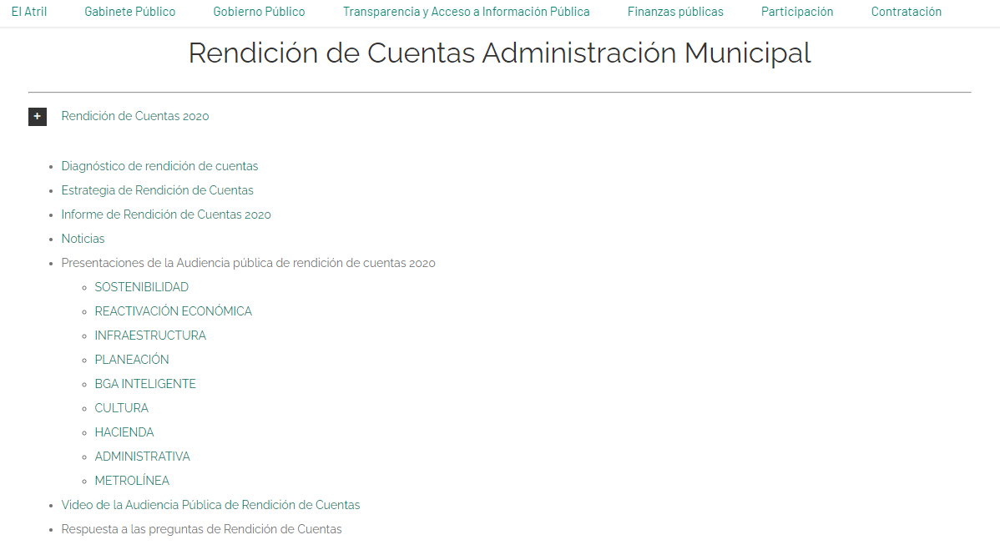 El Atril Gabinete Público Gobierno Público Transparencia y Acceso a Información Pública Finanzas públicas Participación Contratación
Rendición de Cuentas Administración Municipal
+ Rendición de Cuentas 2020
Diagnóstico de rendición de cuentas
Estrategia de Rendición de Cuentas
Informe de Rendición de Cuentas 2020
Noticias
Presentaciones de la Audiencia pública de rendición de cuentas 2020
SOSTENIBILIDAD
REACTIVACIÓN ECONÓMICA
INFRAESTRUCTURA
PLANEACIÓN
BGA INTELIGENTE
CULTURA
HACIENDA
ADMINISTRATIVA
METROLÍNEA
Video de la Audiencia Pública de Rendición de Cuentas
Respuesta a las preguntas de Rendición de Cuentas